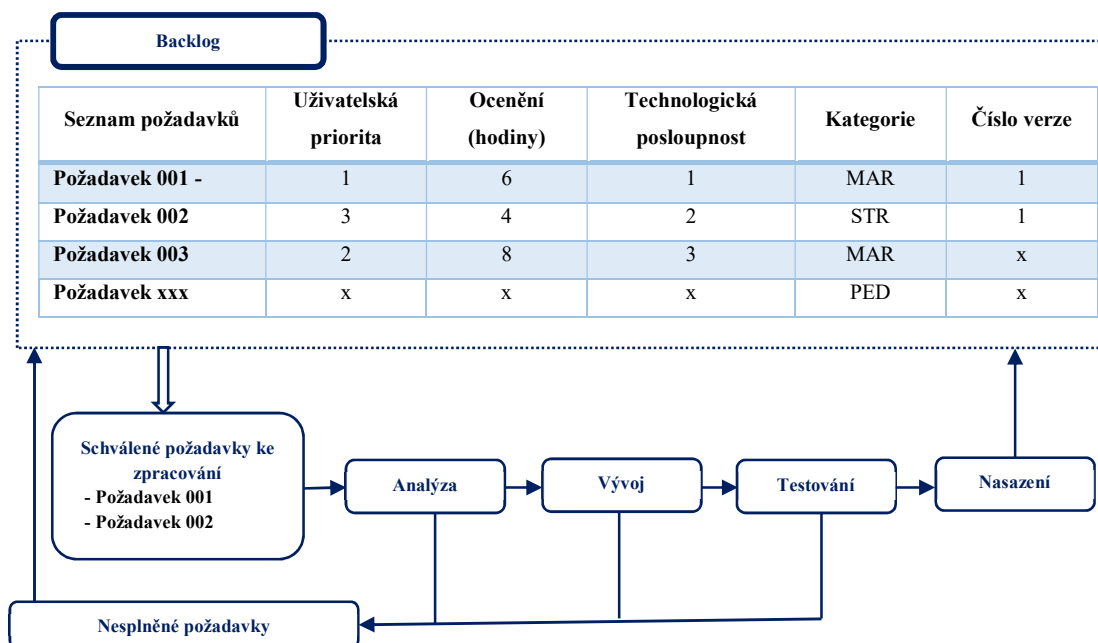 Backlog
Seznam požadavků Uživatelská priorita Ocenění (hodiny) Technologická posloupnost Kategorie Číslo verze
Požadavek 001 - 1 6 1 MAR 1
Požadavek 002 3 4 2 STR 1
Požadavek 003 2 8 3 MAR x
Požadavek xxx x x x PED x
Schválené požadavky ke
zpracování
- Požadavek 001
- Požadavek 002
Analýza
Vývoj
Testování
Nasazení
Nesplněné požadavky